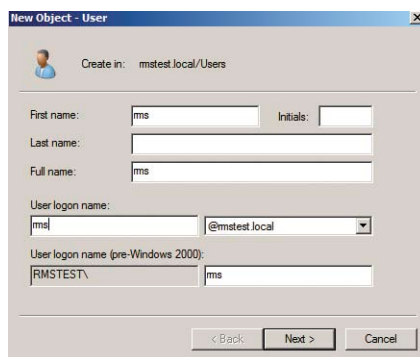 New Object - User
Create in: rmstest.local/Users
First name: rms Initials:
Last name:
Full name: rms
User logon name:
rms @rmstest.local
User logon name (pre-Windows 2000):
RMSTEST\ rms
< Back Next > Cancel